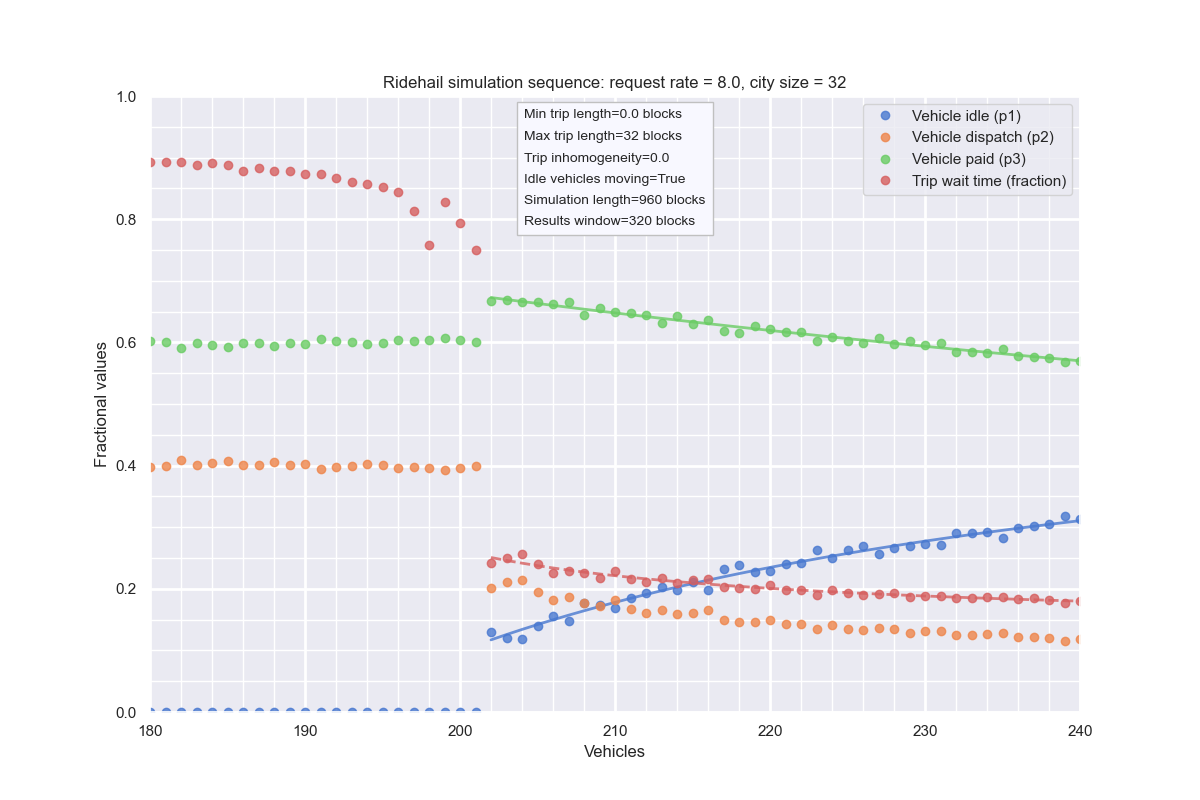 Ridehail simulation sequence: request rate = 8.0, city size = 32
Min trip length=0.0 blocks
Max trip length=32 blocks
Trip inhomogeneity=0.0
Idle vehicles moving=True
Simulation length=960 blocks
Results window=320 blocks
Vehicle idle (p1)
Vehicle dispatch (p2)
Vehicle paid (p3)
Trip wait time (fraction)
Fractional values
1.0
0.8
0.6
0.4
0.2
0.0
180 190 200 210 220 230 240
Vehicles